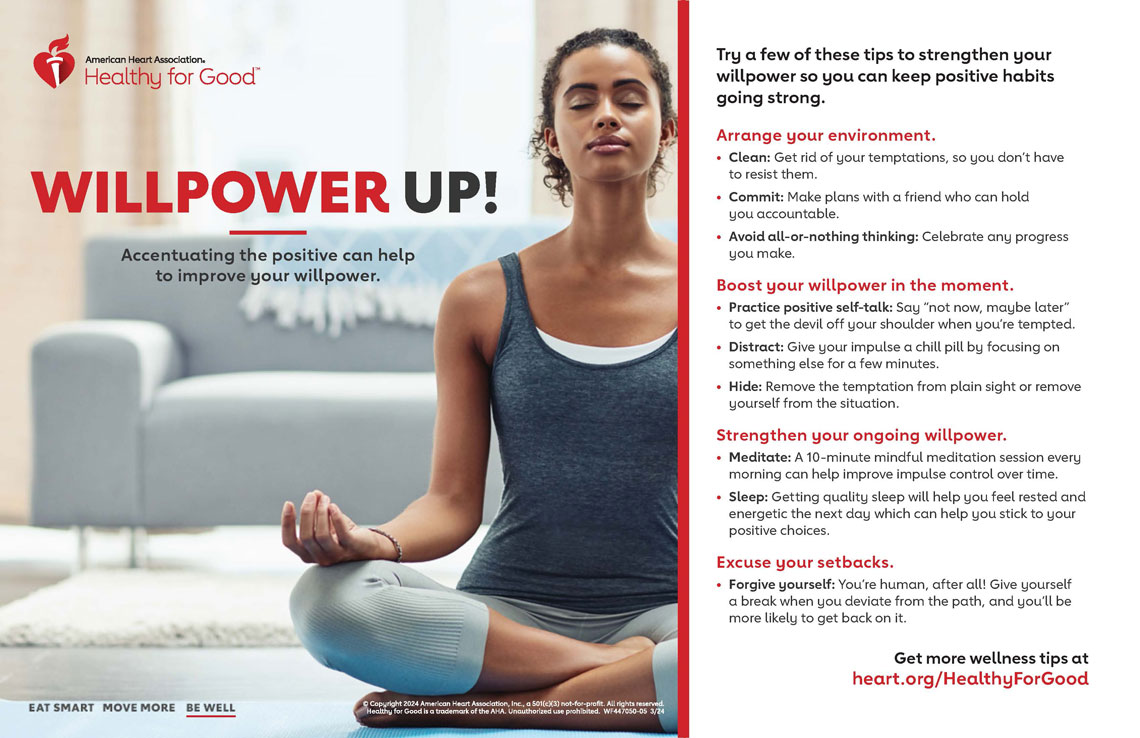 American Heart Association®
Healthy for Good™
WILLPOWER UP!
Accentuating the positive can help
to improve your willpower.
EAT SMART MOVE MORE BE WELL
© Copyright 2024 American Heart Association, Inc., a 501(c)(3) not-for-profit. All rights reserved.
Healthy for Good is a trademark of the AHA. Unauthorized use prohibited. WF447050-05 3/24
Try a few of these tips to strengthen your
willpower so you can keep positive habits
going strong.
Arrange your environment.
• Clean: Get rid of your temptations, so you don’t have
to resist them.
• Commit: Make plans with a friend who can hold
you accountable.
• Avoid all-or-nothing thinking: Celebrate any progress
you make.
Boost your willpower in the moment.
• Practice positive self-talk: Say “not now, maybe later”
to get the devil off your shoulder when you’re tempted.
• Distract: Give your impulse a chill pill by focusing on
something else for a few minutes.
• Hide: Remove the temptation from plain sight or remove
yourself from the situation.
Strengthen your ongoing willpower.
• Meditate: A 10-minute mindful meditation session every
morning can help improve impulse control over time.
• Sleep: Getting quality sleep will help you feel rested and
energetic the next day which can help you stick to your
positive choices.
Excuse your setbacks.
• Forgive yourself: You’re human, after all! Give yourself
a break when you deviate from the path, and you’ll be
more likely to get back on it.
Get more wellness tips at
heart.org/HealthyForGood